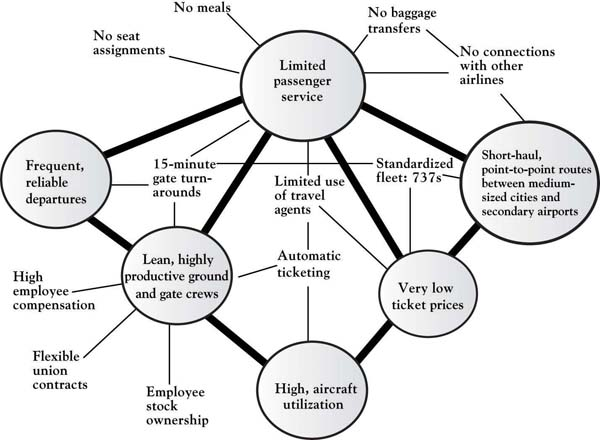 No meals
No seat
assignments
No baggage
transfers
No connections
with other
airlines
Limited
passenger
service
Frequent,
reliable
departures
15-minute
gate turn-
arounds
Limited use
of travel
agents
Standardized
fleet: 737s
Short-haul,
point-to-point routes
between medium-
sized cities and
secondary airports
Lean, highly
productive ground
and gate crews
Automatic
ticketing
Very low
ticket prices
High
employee
compensation
Flexible
union
contracts
Employee
stock
ownership
High, aircraft
utilization